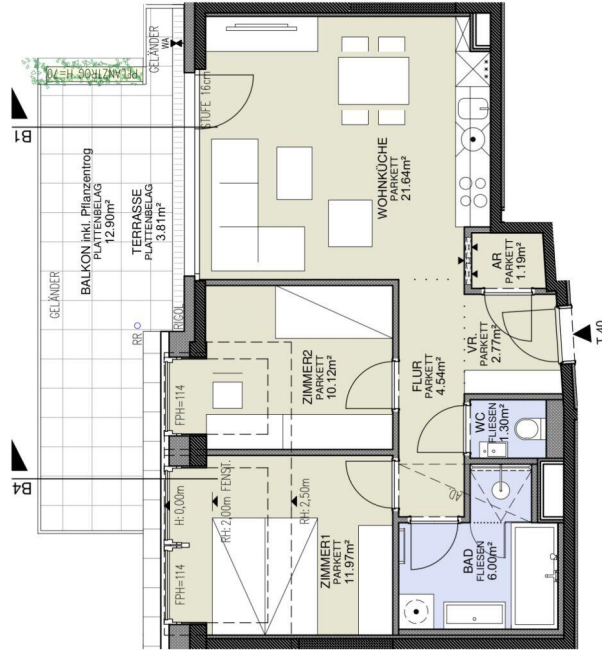 B1
B4
GELÄNDER
WA
PFLANZTROG H=70
GELÄNDER
STUFE 16cm
BALKON inkl. Pflanzentrog
PLATTENBELAG
12.90m²
TERRASSE
PLATTENBELAG
3.81m²
RR
RIGOL
WOHNKÜCHE
PARKETT
21.64m²
AR
PARKETT
1.19m²
ZIMMER2
PARKETT
10.12m²
FPH=114
FLUR
PARKETT
4.54m²
VR.
PARKETT
2.77m²
T 40
WC
FLIESEN
1.30m²
H: 0,00m
RH: 2,00m FENST.
RH: 2,50m
FPH=114
ZIMMER1
PARKETT
11.97m²
AD
BAD
FLIESEN
6.00m²